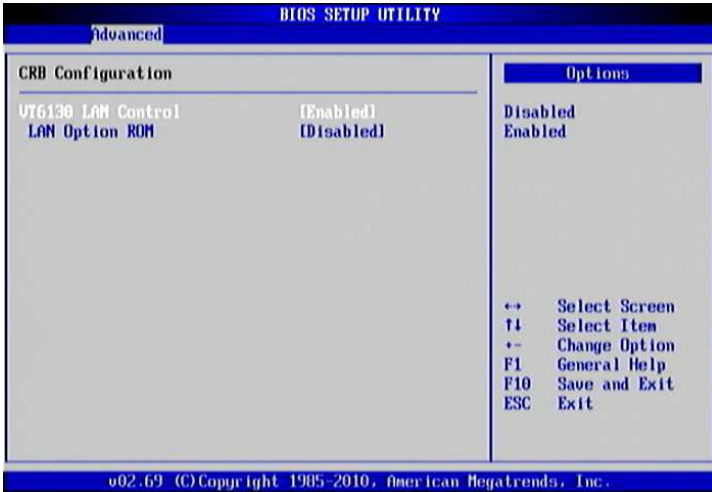 BIOS SETUP UTILITY
Advanced
CRB Configuration
VT6130 LAN Control [Enabled]
LAN Option ROM [Disabled]
Options
Disabled
Enabled
↔ Select Screen
↑↓ Select Item
+- Change Option
F1 General Help
F10 Save and Exit
ESC Exit
v02.69 (C)Copyright 1985-2010, American Megatrends, Inc.